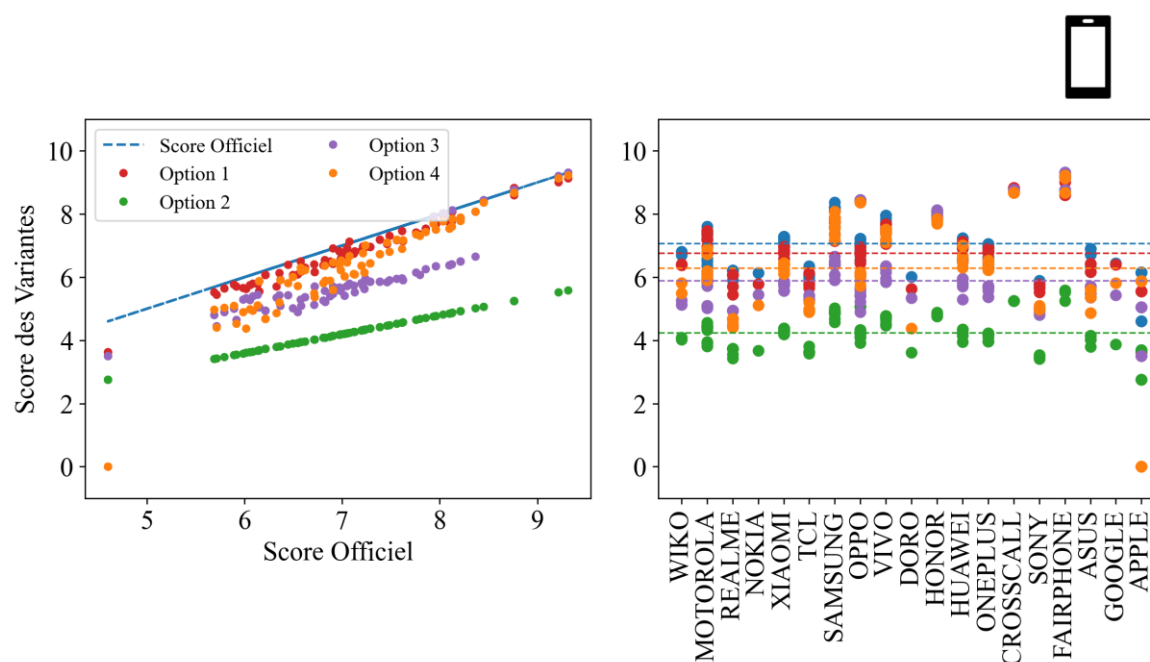 10
8
6
4
2
0
Score des Variantes
Score Officiel
Option 1
Option 2
Option 3
Option 4
5
6
7
8
9
Score Officiel
10
8
6
4
2
0
WIKO
MOTOROLA
REALME
NOKIA
XIAOMI
TCL
SAMSUNG
OPPO
VIVO
DORO
HONOR
HUAWEI
ONEPLUS
CROSSCALL
SONY
FAIRPHONE
ASUS
GOOGLE
APPLE